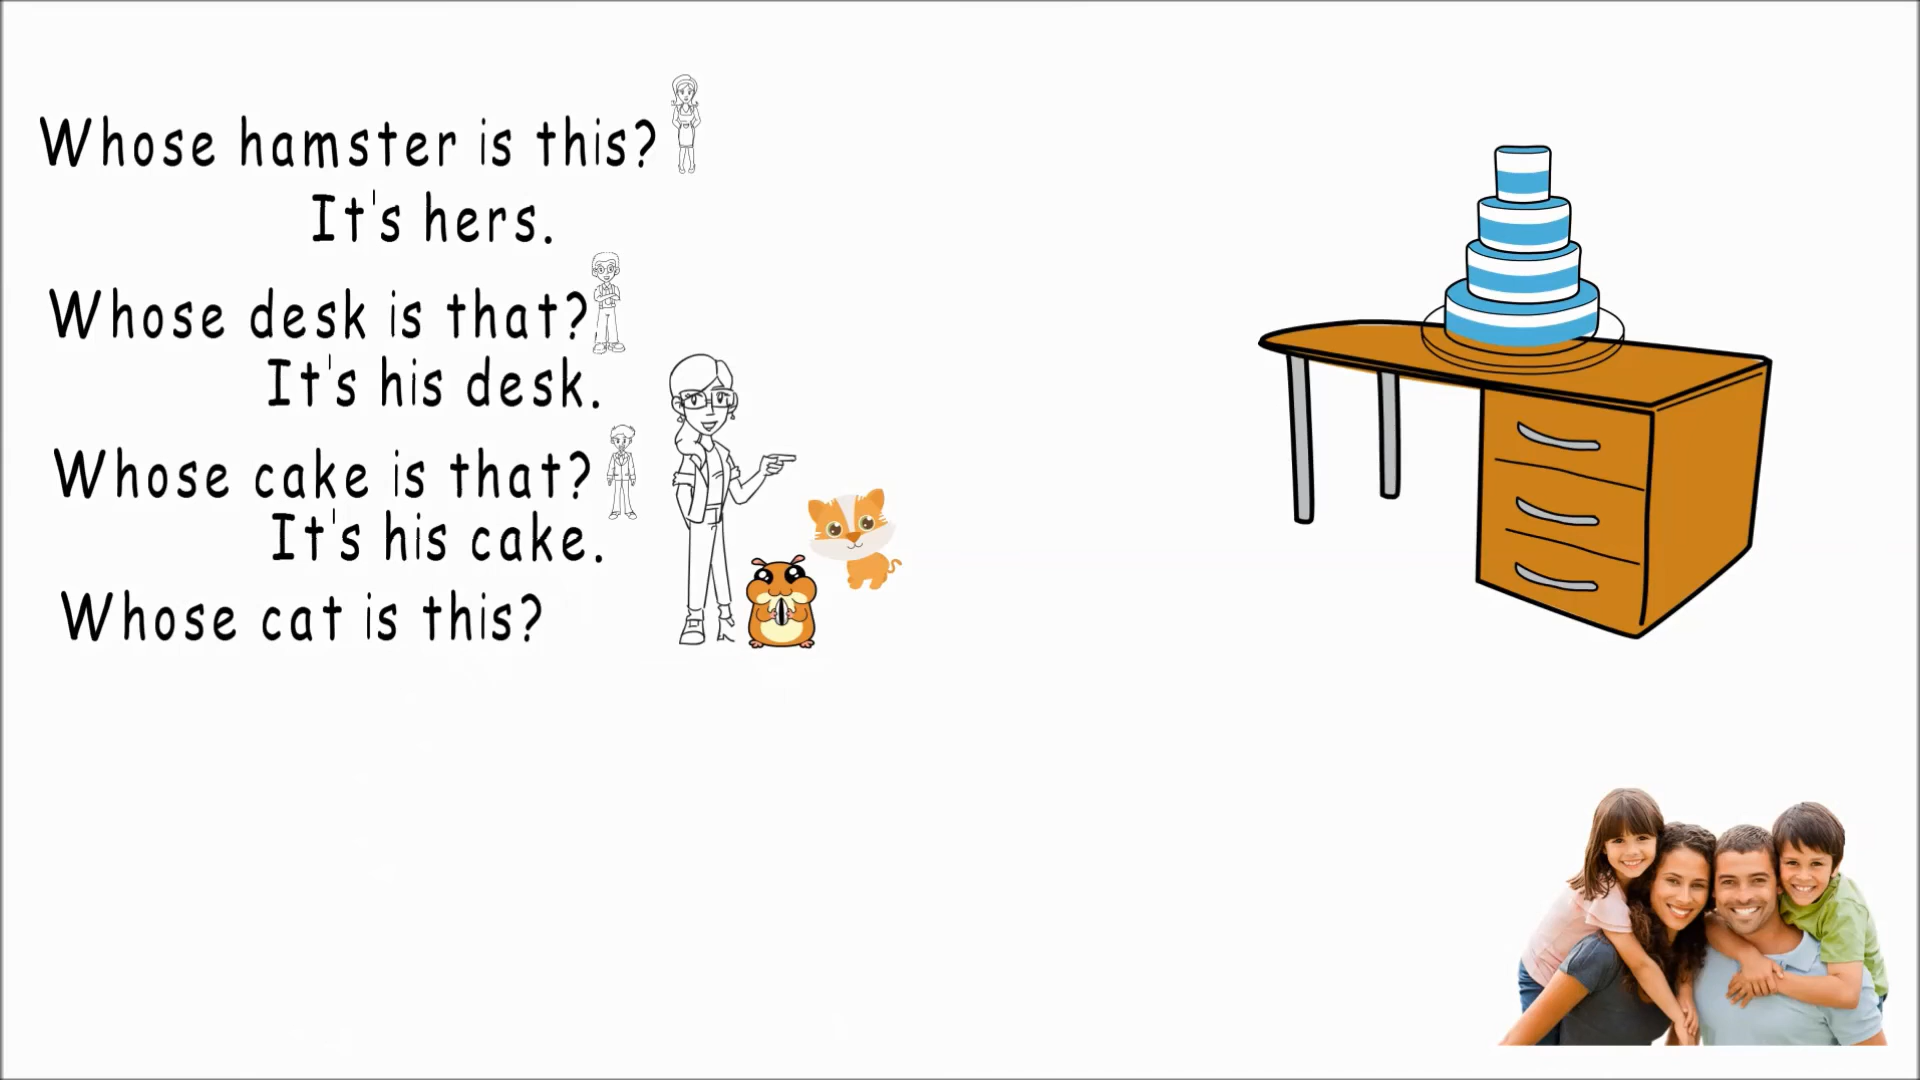 Whose hamster is this?
It's hers.
Whose desk is that?
It's his desk.
Whose cake is that?
It's his cake.
Whose cat is this?